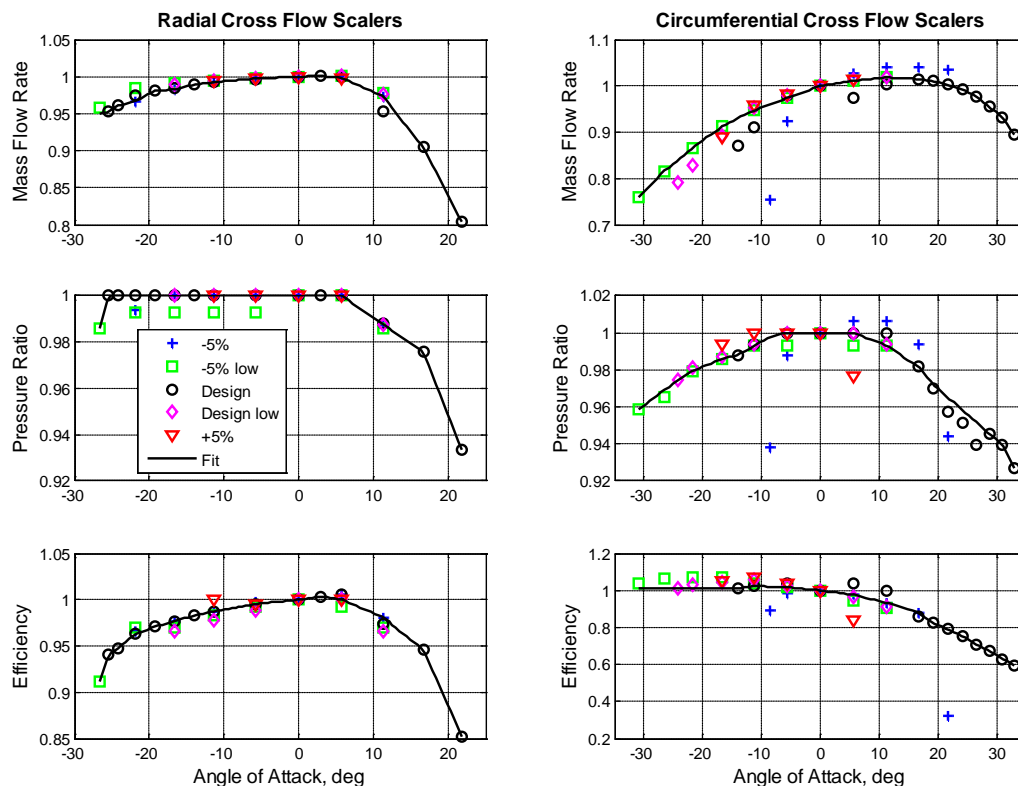 Radial Cross Flow Scalers
Circumferential Cross Flow Scalers
Mass Flow Rate
1.05
1
0.95
0.9
0.85
0.8
-30 -20 -10 0 10 20
Mass Flow Rate
1.1
1
0.9
0.8
0.7
-30 -20 -10 0 10 20 30
Pressure Ratio
1
0.98
0.96
0.94
0.92
-30 -20 -10 0 10 20
-5%
-5% low
Design
Design low
+5%
Fit
Pressure Ratio
1.02
1
0.98
0.96
0.94
0.92
-30 -20 -10 0 10 20 30
Efficiency
1.05
1
0.95
0.9
0.85
-30 -20 -10 0 10 20
Angle of Attack, deg
Efficiency
1.2
1
0.8
0.6
0.4
0.2
-30 -20 -10 0 10 20 30
Angle of Attack, deg